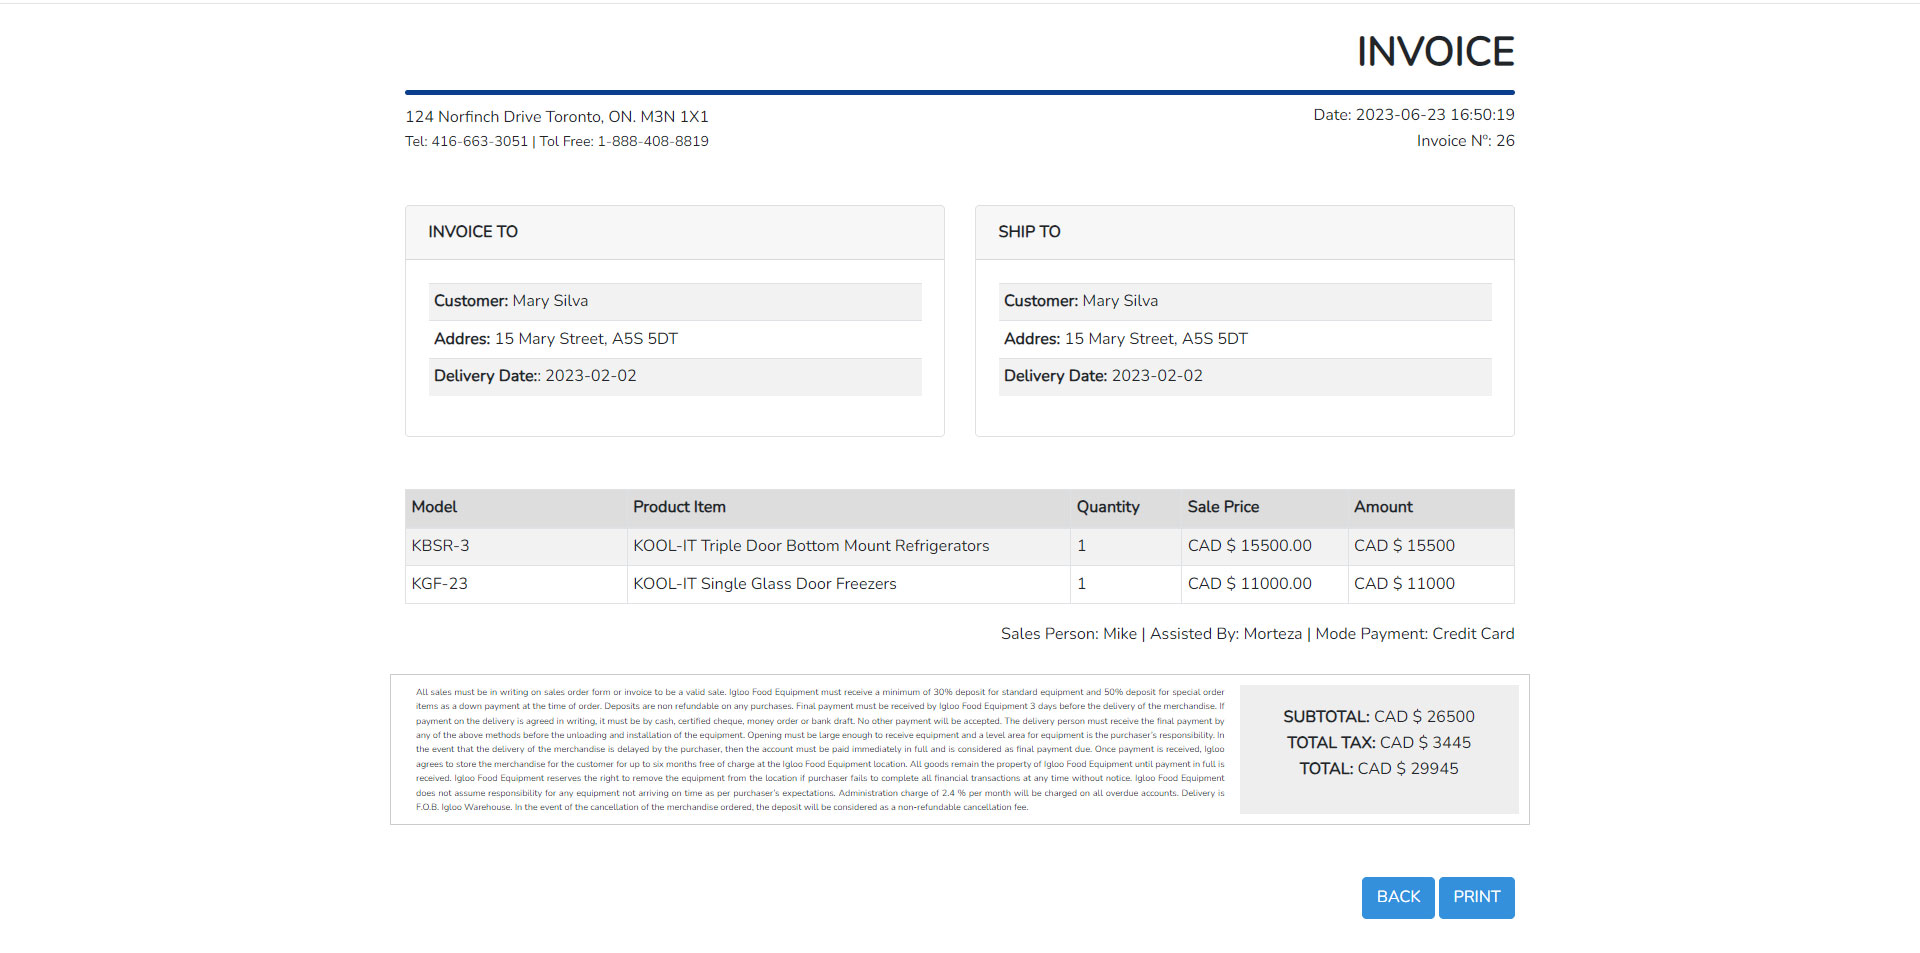 INVOICE
124 Norfinch Drive Toronto, ON. M3N 1X1
Date: 2023-06-23 16:50:19
Tel: 416-663-3051 | Tol Free: 1-888-408-8819
Invoice Nº: 26
INVOICE TO
Customer: Mary Silva
Addres: 15 Mary Street, A5S 5DT
Delivery Date:: 2023-02-02
SHIP TO
Customer: Mary Silva
Addres: 15 Mary Street, A5S 5DT
Delivery Date: 2023-02-02
Model Product Item Quantity Sale Price Amount
KBSR-3 KOOL-IT Triple Door Bottom Mount Refrigerators 1 CAD $ 15500.00 CAD $ 15500
KGF-23 KOOL-IT Single Glass Door Freezers 1 CAD $ 11000.00 CAD $ 11000
Sales Person: Mike | Assisted By: Morteza | Mode Payment: Credit Card
All sales must be in writing on sales order form or invoice to be a valid sale. Igloo Food Equipment must receive a minimum of 30% deposit for standard equipment and 50% deposit for special order
items as a down payment at the time of order. Deposits are non refundable on any purchases. Final payment must be received by Igloo Food Equipment 3 days before the delivery of the merchandise. If
payment on the delivery is agreed in writing, it must be by cash, certified cheque, money order or bank draft. No other payment will be accepted. The delivery person must receive the final payment by
any of the above methods before the unloading and installation of the equipment. Opening must be large enough to receive equipment and a level area for equipment is the purchaser's responsibility. In
the event that the delivery of the merchandise is delayed by the purchaser, then the account must be paid immediately in full and is considered as final payment due. Once payment is received, Igloo
agrees to store the merchandise for the customer for up to six months free of charge at the Igloo Food Equipment location. All goods remain the property of Igloo Food Equipment until payment in full is
received. Igloo Food Equipment reserves the right to remove the equipment from the location if purchaser fails to complete all financial transactions at any time without notice. Igloo Food Equipment
does not assume responsibility for any equipment not arriving on time as per purchaser's expectations. Administration charge of 2.4 % per month will be charged on all overdue accounts. Delivery is
F.O.B. Igloo Warehouse. In the event of the cancellation of the merchandise ordered, the deposit will be considered as a non-refundable cancellation fee.
SUBTOTAL: CAD $ 26500
TOTAL TAX: CAD $ 3445
TOTAL: CAD $ 29945
BACK
PRINT